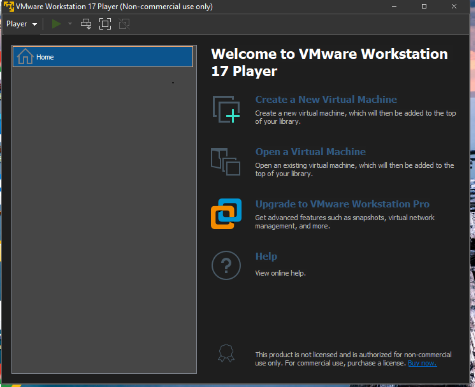 VMware Workstation 17 Player (Non-commercial use only)
Player
Home
Welcome to VMware Workstation
17 Player
Create a New Virtual Machine
Create a new virtual machine, which will then be added to the top
of your library.
Open a Virtual Machine
Open an existing virtual machine, which will then be added to the
top of your library.
Upgrade to VMware Workstation Pro
Get advanced features such as snapshots, virtual network
management, and more.
?
Help
View online help.
This product is not licensed and is authorized for non-commercial
use only. For commercial use, purchase a license. Buy now.